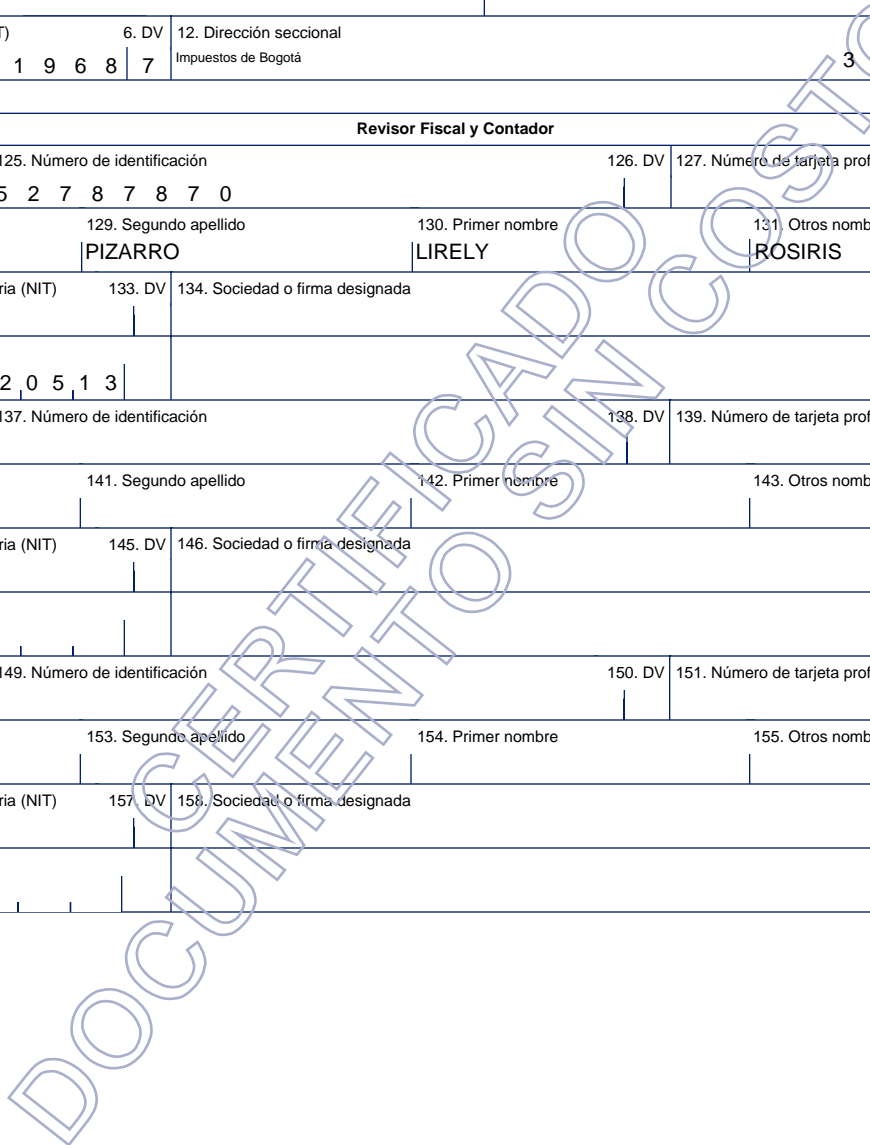 T) 6. DV 12. Dirección seccional
1 9 6 8 7 Impuestos de Bogotá 3
Revisor Fiscal y Contador
125. Número de identificación 126. DV 127. Número de tarjeta prof
5 2 7 8 7 8 7 0
129. Segundo apellido 130. Primer nombre 131. Otros nomb
PIZARRO LIRELY ROSIRIS
ria (NIT) 133. DV 134. Sociedad o firma designada
2 0 5 1 3
137. Número de identificación 138. DV 139. Número de tarjeta prof
141. Segundo apellido 142. Primer nombre 143. Otros nomb
ria (NIT) 145. DV 146. Sociedad o firma designada
149. Número de identificación 150. DV 151. Número de tarjeta prof
153. Segundo apellido 154. Primer nombre 155. Otros nomb
ria (NIT) 157. DV 158. Sociedad o firma designada
CERTIFICADO
DOCUMENTO SIN COSTO